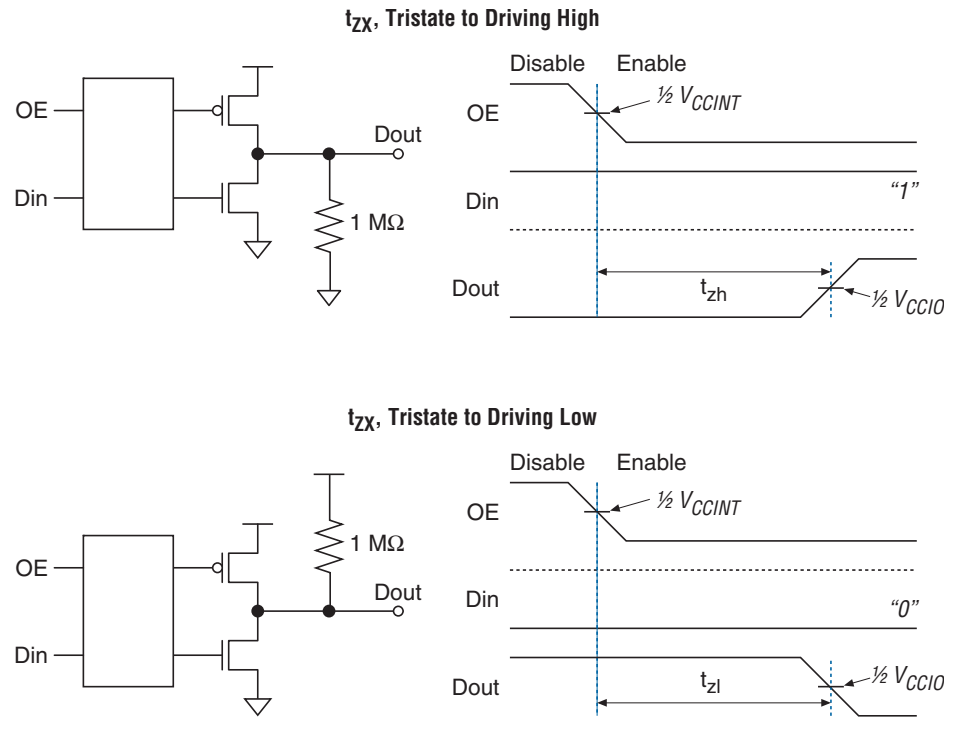 tZX, Tristate to Driving High
Disable Enable
OE
½ VCCINT
OE
Dout
Din
1 MΩ
Din
“1”
Dout
tzh
½ VCCIO
tZX, Tristate to Driving Low
Disable Enable
½ VCCINT
OE
1 MΩ
OE
Dout
Din
“0”
Din
Dout
tzl
½ VCCIO